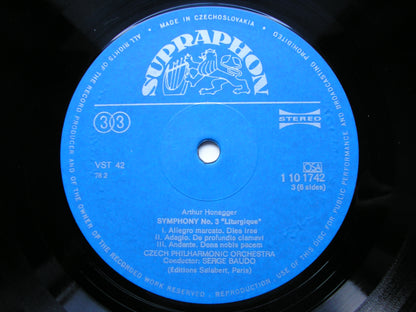 MADE IN CZECHOSLOVAKIA
ALL RIGHTS OF THE RECORD PRODUCER AND OF THE OWNER OR THE RECORDED WORK RESERVED - REPRODUCTION - USE OF THIS DISC FOR PUBLIC PERFORMANCE AND BROADCASTING PROHIBITED
SUPRAPHON
33
STEREO
VST 42
78 2
OSA
1 10 1742
3 (6 sides)
Arthur Honegger
SYMPHONY No. 3 "Liturgique"
I. Allegro marcato. Dies irae
II. Adagio. De profundis clamavi
III. Andante. Dona nobis pacem
CZECH PHILHARMONIC ORCHESTRA
Conductor: SERGE BAUDO
(Editions Salabert, Paris)